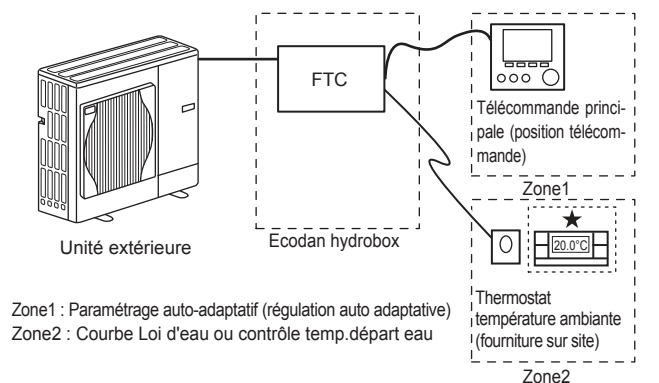 FTC
Télécommande princi-
pale (position télécom-
mande)
Zone1
Unité extérieure
Ecodan hydrobox
20.0°C
Thermostat
température ambiante
(fourniture sur site)
Zone2
Zone1 : Paramétrage auto-adaptatif (régulation auto adaptative)
Zone2 : Courbe Loi d'eau ou contrôle temp.départ eau